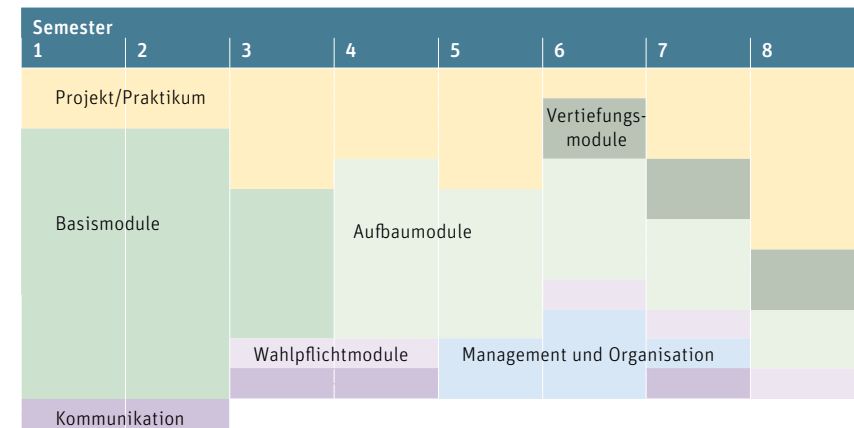 Semester
1 2 3 4 5 6 7 8
Projekt/Praktikum
Vertiefungs-
module
Basismodule
Aufbaumodule
Wahlpflichtmodule
Management und Organisation
Kommunikation